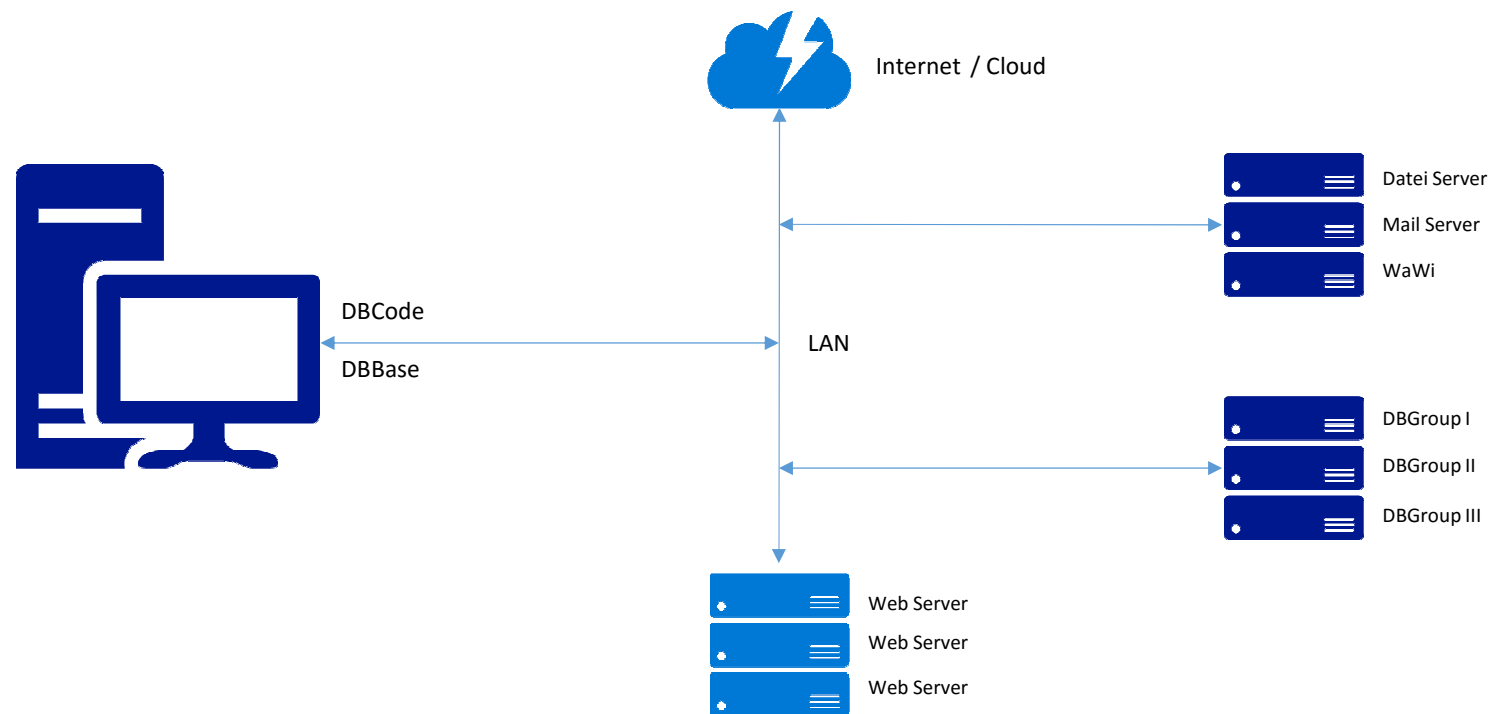 Internet / Cloud
Datei Server
Mail Server
WaWi
DBCode
DBBase
LAN
DBGroup I
DBGroup II
DBGroup III
Web Server
Web Server
Web Server